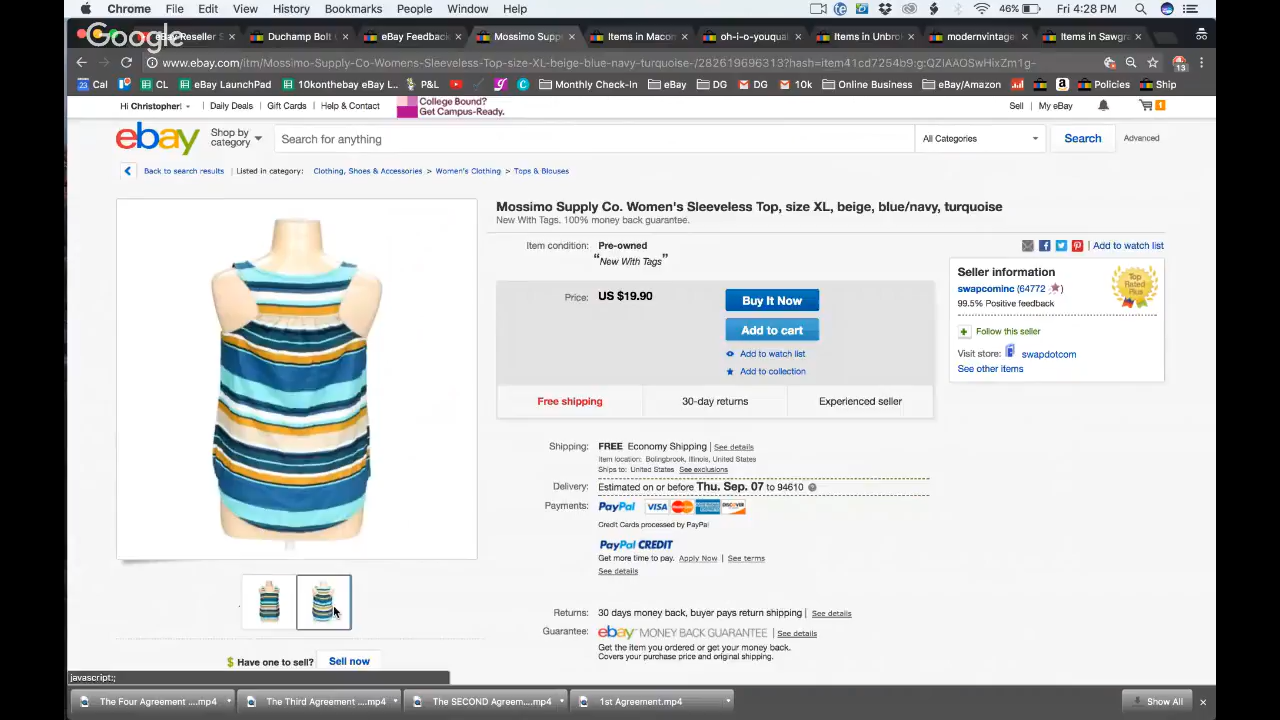 Chrome File Edit View History Bookmarks People Window Help 46% Fri 4:28 PM
Google
eBay Reseller S Duchamp Bolt eBay Feedback Mossimo Supp Items in Macon oh-i-o-youqual Items in Unbrok modernvintage Items in Sawgra
www.ebay.com/itm/Mossimo-Supply-Co-Womens-Sleeveless-Top-size-XL-beige-blue-navy-turquoise-/282619696313?hash=item41cd7254b9:g:QZIAAOSwHixZm1g-
Cal CL eBay LaunchPad 10konthebay eBay L... P&L Monthly Check-In eBay DG DG 10k Online Business eBay/Amazon Policies Ship
Hi Christopher! Daily Deals Gift Cards Help & Contact
College Bound?
Get Campus-Ready.
Sell My eBay 1
ebay
Shop by category
Search for anything
All Categories
Search
Advanced
Back to search results Listed in category: Clothing, Shoes & Accessories > Women's Clothing > Tops & Blouses
Mossimo Supply Co. Women's Sleeveless Top, size XL, beige, blue/navy, turquoise
New With Tags. 100% money back guarantee.
Item condition: Pre-owned
"New With Tags"
Add to watch list
Price: US $19.90
Buy It Now
Add to cart
Add to watch list
Add to collection
Free shipping 30-day returns Experienced seller
Seller information
swapcominc (64772)
99.5% Positive feedback
Top Rated Plus
Follow this seller
Visit store: swapdotcom
See other items
Shipping: FREE Economy Shipping | See details
Item location: Bolingbrook, Illinois, United States
Ships to: United States See exclusions
Delivery: Estimated on or before Thu. Sep. 07 to 94610
Payments: PayPal VISA DISCOVER
Credit Cards processed by PayPal
PayPal CREDIT
Get more time to pay. Apply Now | See terms
See details
Returns: 30 days money back, buyer pays return shipping | See details
Guarantee: ebay MONEY BACK GUARANTEE | See details
Get the item you ordered or get your money back.
Covers your purchase price and original shipping.
$ Have one to sell? Sell now
javascript:;
The Four Agreement ....mp4 The Third Agreement ....mp4 The SECOND Agreem....mp4 1st Agreement.mp4 Show All